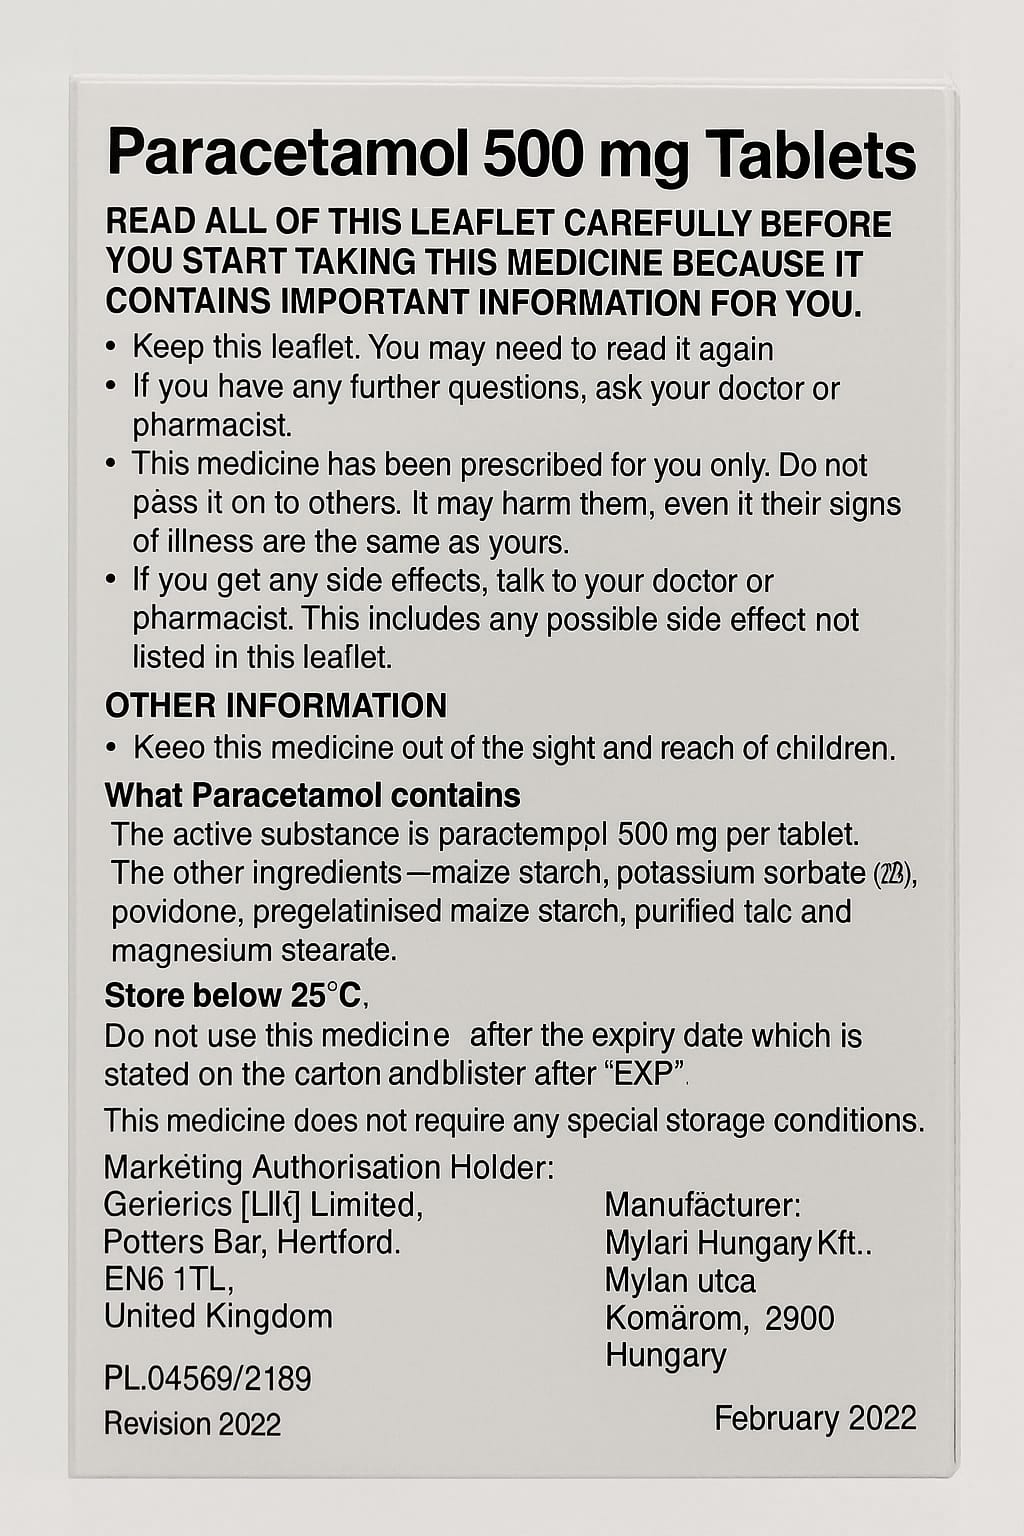 Paracetamol 500 mg Tablets
READ ALL OF THIS LEAFLET CAREFULLY BEFORE
YOU START TAKING THIS MEDICINE BECAUSE IT
CONTAINS IMPORTANT INFORMATION FOR YOU.
• Keep this leaflet. You may need to read it again
• If you have any further questions, ask your doctor or
pharmacist.
• This medicine has been prescribed for you only. Do not
pass it on to others. It may harm them, even it their signs
of illness are the same as yours.
• If you get any side effects, talk to your doctor or
pharmacist. This includes any possible side effect not
listed in this leaflet.
OTHER INFORMATION
• Keeo this medicine out of the sight and reach of children.
What Paracetamol contains
The active substance is paractempol 500 mg per tablet.
The other ingredients—maize starch, potassium sorbate
povidone, pregelatinised maize starch, purified talc and
magnesium stearate.
Store below 25°C,
Do not use this medicine after the expiry date which is
stated on the carton andblister after “EXP”.
This medicine does not require any special storage conditions.
Markėting Authorisation Holder:
Gerierics Limited,
Potters Bar, Hertford.
EN6 1TL,
United Kingdom
PL.04569/2189
Revision 2022
Manufäcturer:
Mylari Hungary Kft..
Mylan utca
Komärom, 2900
Hungary
February 2022